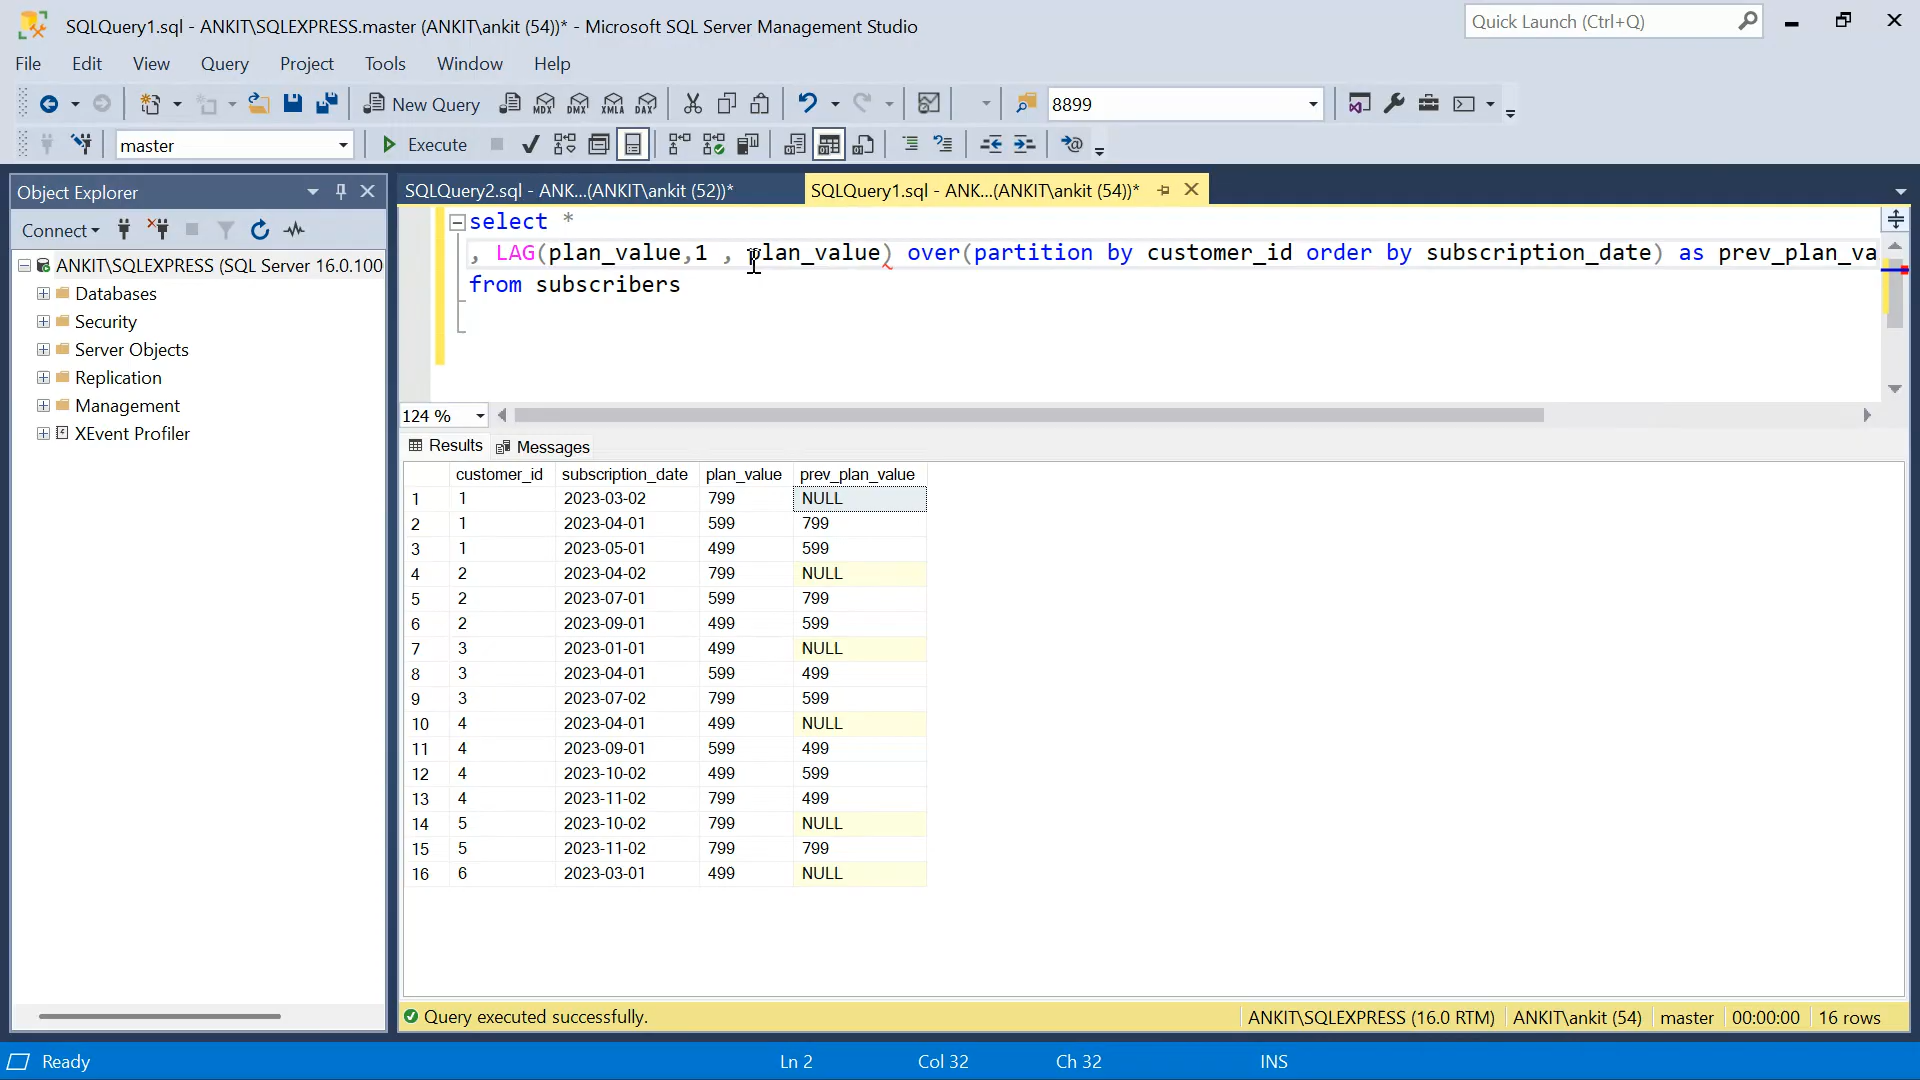 SQLQuery1.sql - ANKIT\SQLEXPRESS.master (ANKIT\ankit (54))* - Microsoft SQL Server Management Studio
Quick Launch (Ctrl+Q)
File Edit View Query Project Tools Window Help
New Query MDX DMX XMLA DAX 8899
master Execute
Object Explorer
SQLQuery2.sql - ANK...(ANKIT\ankit (52))* SQLQuery1.sql - ANK...(ANKIT\ankit (54))*
Connect
ANKIT\SQLEXPRESS (SQL Server 16.0.100
Databases
Security
Server Objects
Replication
Management
XEvent Profiler
select *
, LAG(plan_value,1 , plan_value) over(partition by customer_id order by subscription_date) as prev_plan_va
from subscribers
124 %
Results Messages
customer_id subscription_date plan_value prev_plan_value
1 1 2023-03-02 799 NULL
2 1 2023-04-01 599 799
3 1 2023-05-01 499 599
4 2 2023-04-02 799 NULL
5 2 2023-07-01 599 799
6 2 2023-09-01 499 599
7 3 2023-01-01 499 NULL
8 3 2023-04-01 599 499
9 3 2023-07-02 799 599
10 4 2023-04-01 499 NULL
11 4 2023-09-01 599 499
12 4 2023-10-02 499 599
13 4 2023-11-02 799 499
14 5 2023-10-02 799 NULL
15 5 2023-11-02 799 799
16 6 2023-03-01 499 NULL
Query executed successfully. ANKIT\SQLEXPRESS (16.0 RTM) ANKIT\ankit (54) master 00:00:00 16 rows
Ready Ln 2 Col 32 Ch 32 INS